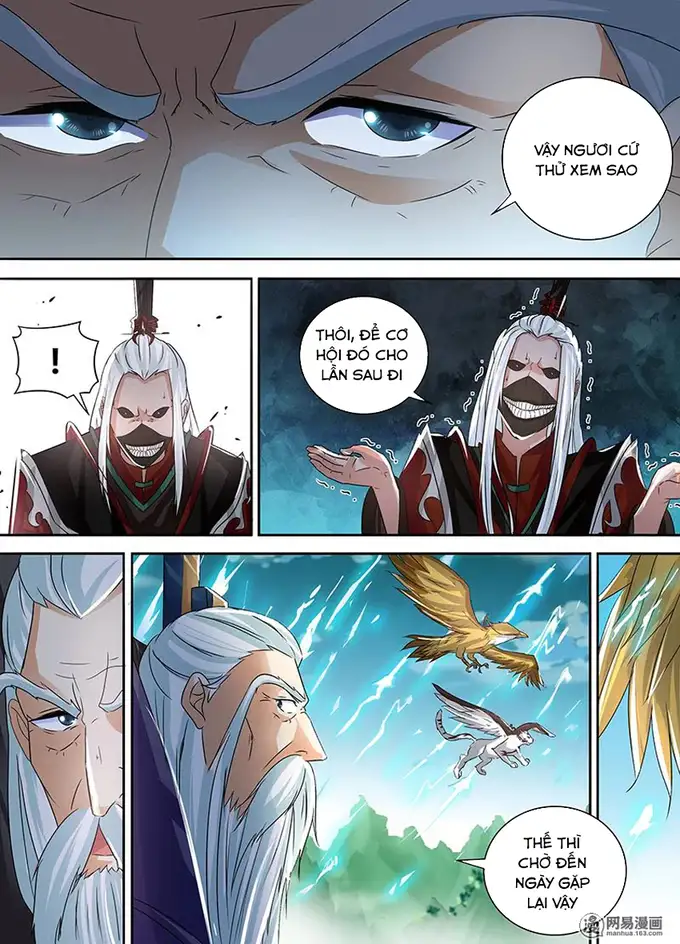 VẬY NGƯƠI CỨ
THỬ XEM SAO
!
THÔI, ĐỂ CƠ
HỘI ĐÓ CHO
LẦN SAU ĐI
THẾ THÌ
CHỜ ĐẾN
NGÀY GẶP
LẠI VẬY
网易漫画
manhua.163.com